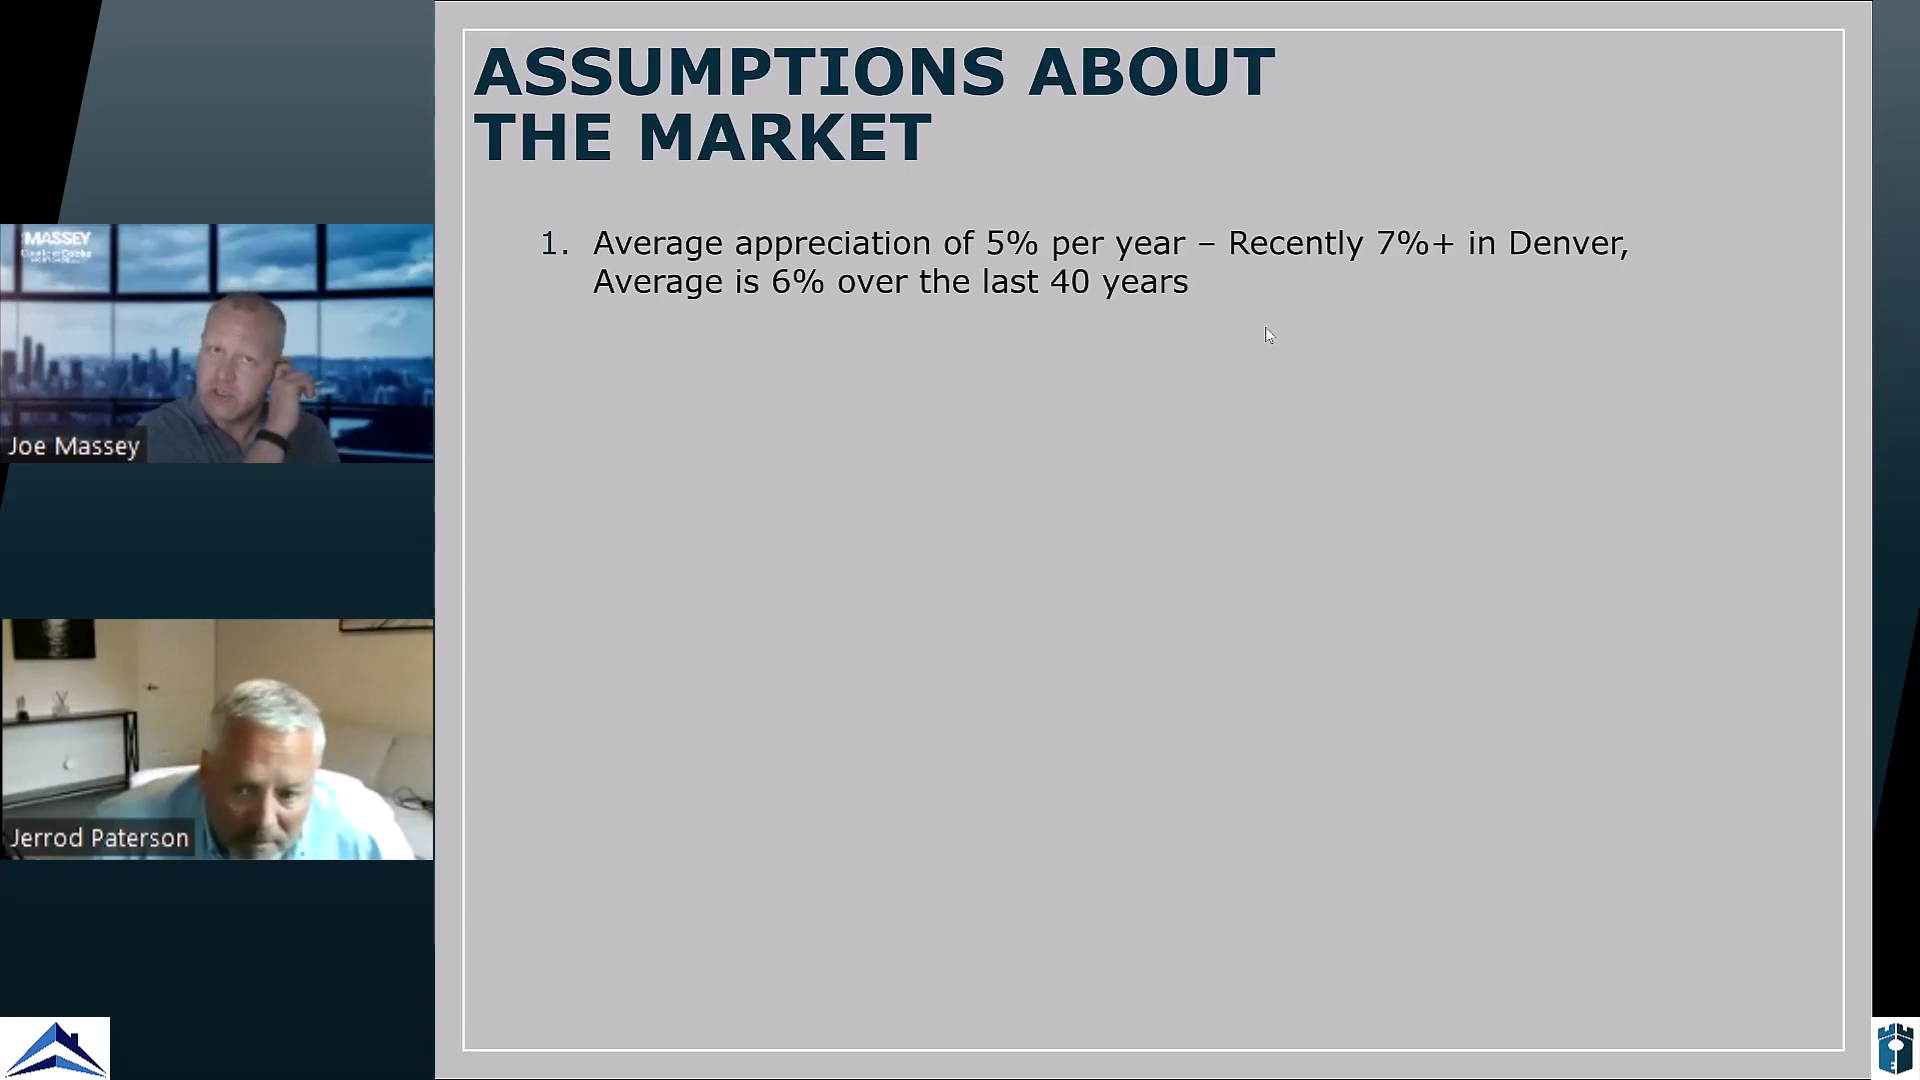 ASSUMPTIONS ABOUT
THE MARKET
1. Average appreciation of 5% per year – Recently 7%+ in Denver,
Average is 6% over the last 40 years
MASSEY
Joe Massey
Jerrod Paterson